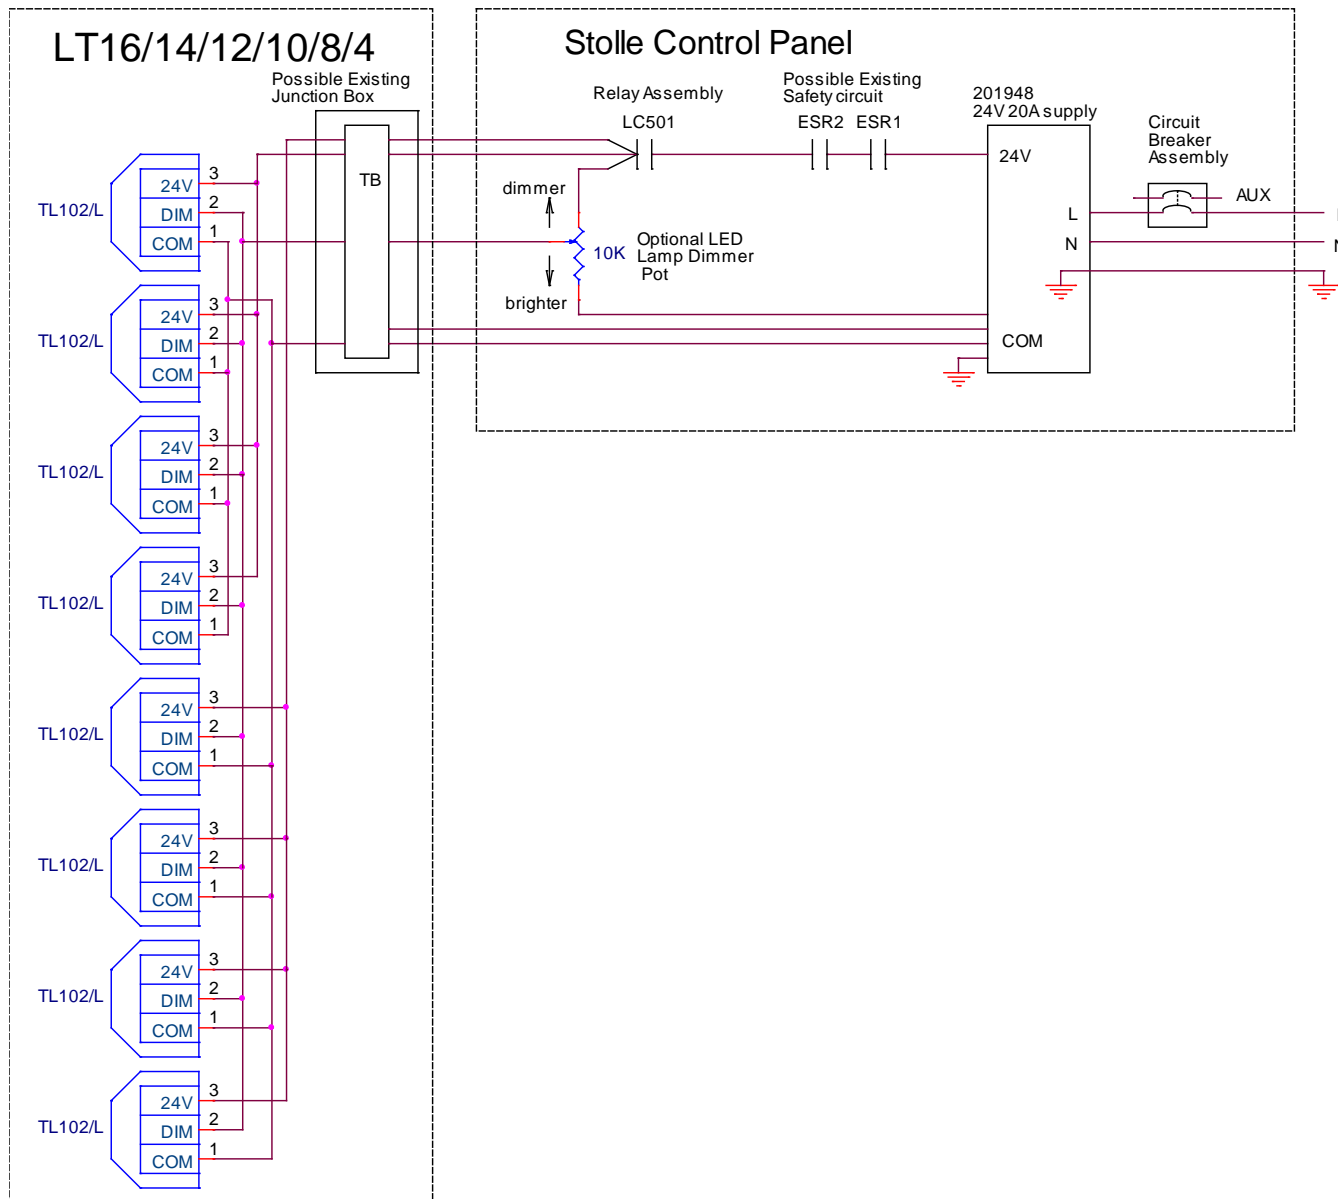 LT16/14/12/10/8/4
Possible Existing
Junction Box
TB
TL102/L
24V 3
DIM 2
COM 1
TL102/L
24V 3
DIM 2
COM 1
TL102/L
24V 3
DIM 2
COM 1
TL102/L
24V 3
DIM 2
COM 1
TL102/L
24V 3
DIM 2
COM 1
TL102/L
24V 3
DIM 2
COM 1
TL102/L
24V 3
DIM 2
COM 1
TL102/L
24V 3
DIM 2
COM 1
Stolle Control Panel
Relay Assembly
LC501
Possible Existing
Safety circuit
ESR2 ESR1
201948
24V 20A supply
24V
L
N
COM
Circuit
Breaker
Assembly
AUX
dimmer
10K
Optional LED
Lamp Dimmer
Pot
brighter